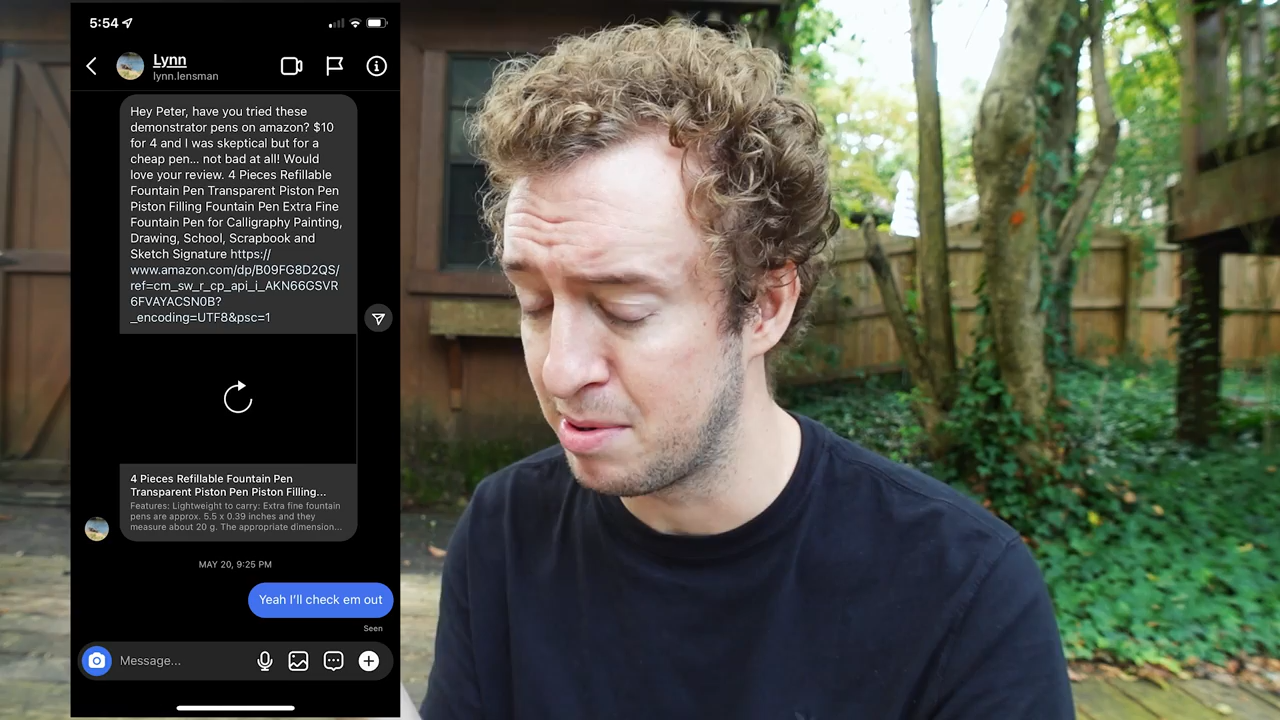 5:54
Lynn
lynn.lensman
Hey Peter, have you tried these
demonstrator pens on amazon? $10
for 4 and I was skeptical but for a
cheap pen... not bad at all! Would
love your review. 4 Pieces Refillable
Fountain Pen Transparent Piston Pen
Piston Filling Fountain Pen Extra Fine
Fountain Pen for Calligraphy Painting,
Drawing, School, Scrapbook and
Sketch Signature https://
www.amazon.com/dp/B09FG8D2QS/
ref=cm_sw_r_cp_api_i_AKN66GSVR
6FVAYACSN0B?
_encoding=UTF8&psc=1
4 Pieces Refillable Fountain Pen
Transparent Piston Pen Piston Filling...
Features: Lightweight to carry: Extra fine fountain
pens are approx. 5.5 x 0.39 inches and they
measure about 20 g. The appropriate dimension...
MAY 20, 9:25 PM
Yeah I’ll check em out
Seen
Message...